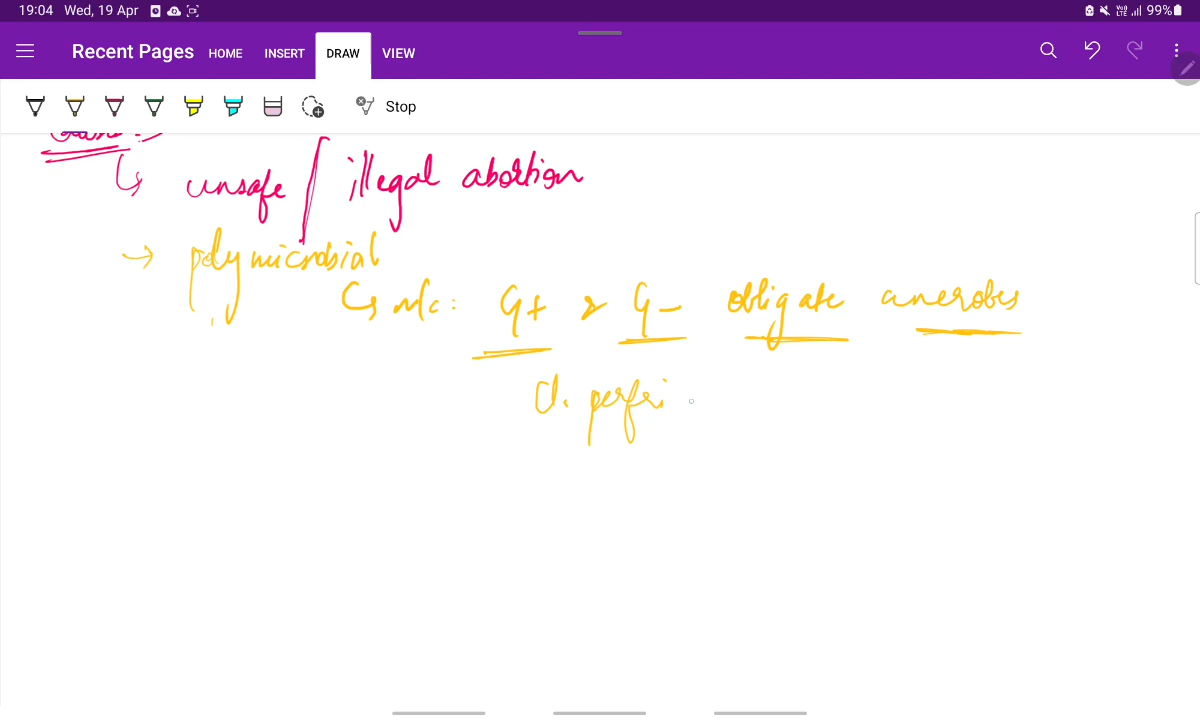 19:04 Wed, 19 Apr 99%
Recent Pages HOME INSERT DRAW VIEW
Stop
↳ unsafe / illegal abortion
→ polymicrobial
↳ M/c: G+ & G- obligate anerobes
Cl. perfri